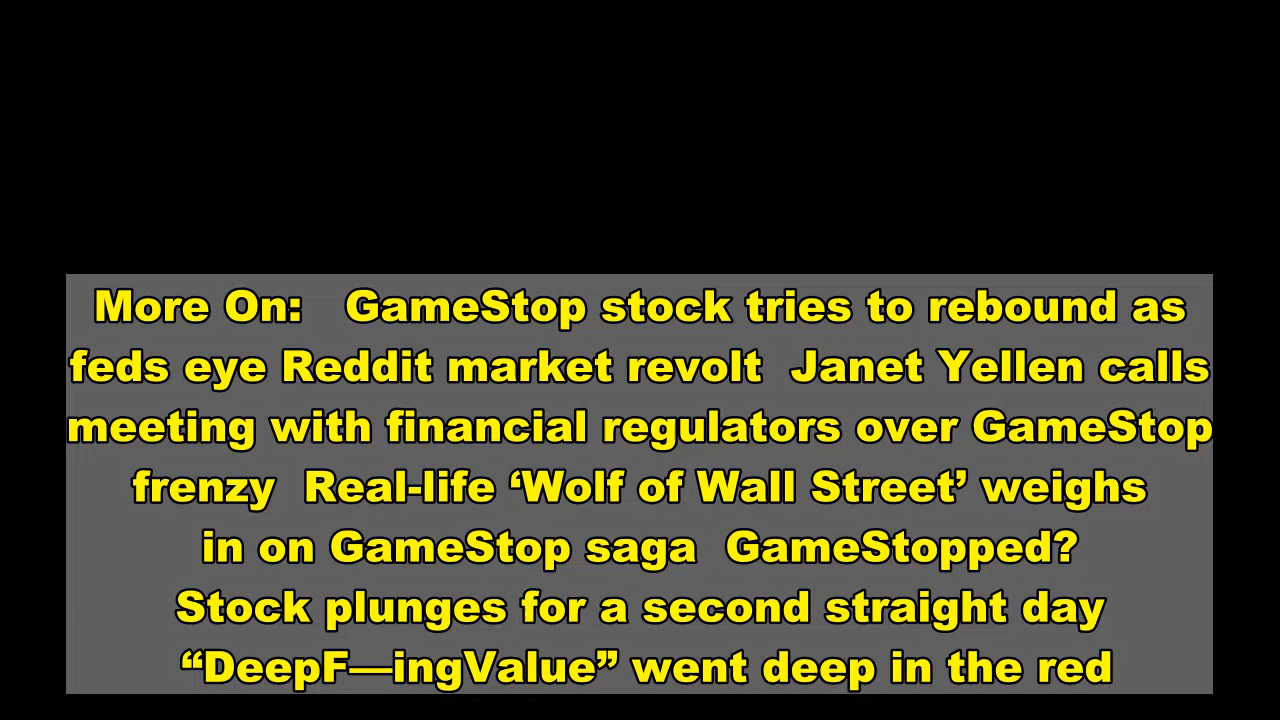 More On: GameStop stock tries to rebound as
feds eye Reddit market revolt Janet Yellen calls
meeting with financial regulators over GameStop
frenzy Real-life ‘Wolf of Wall Street’ weighs
in on GameStop saga GameStopped?
Stock plunges for a second straight day
“DeepF—ingValue” went deep in the red